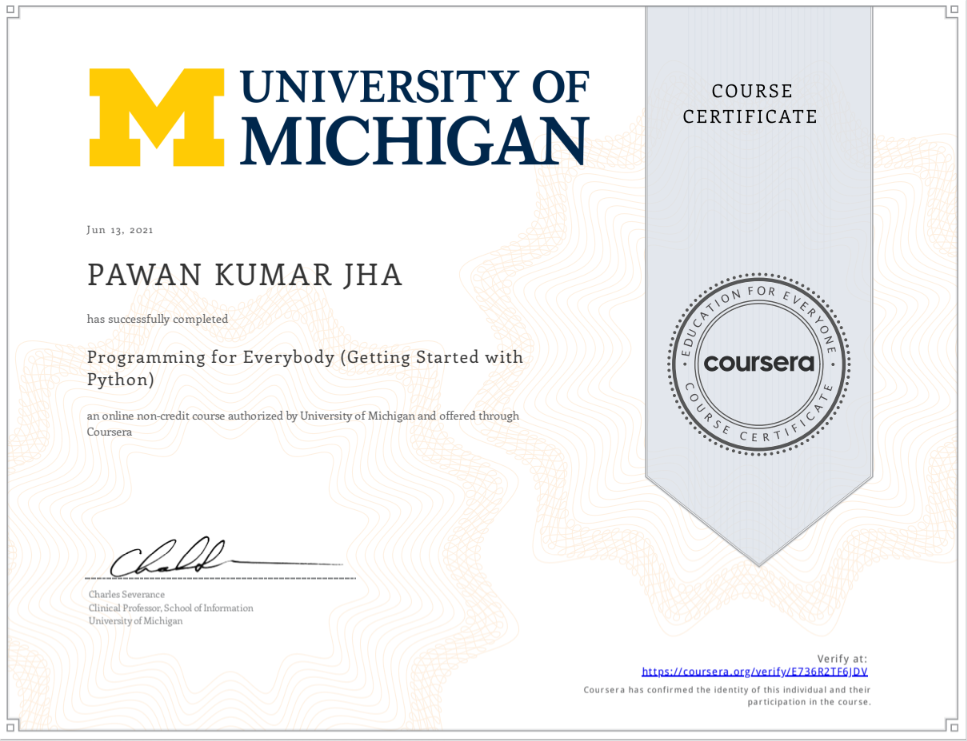 UNIVERSITY OF
MICHIGAN
COURSE
CERTIFICATE
Jun 13, 2021
PAWAN KUMAR JHA
has successfully completed
Programming for Everybody (Getting Started with
Python)
an online non-credit course authorized by University of Michigan and offered through
Coursera
EDUCATION FOR EVERYONE
coursera
COURSE CERTIFICATE
Charles Severance
Clinical Professor, School of Information
University of Michigan
Verify at:
https://coursera.org/verify/E736R2TF6JDV
Coursera has confirmed the identity of this individual and their
participation in the course.